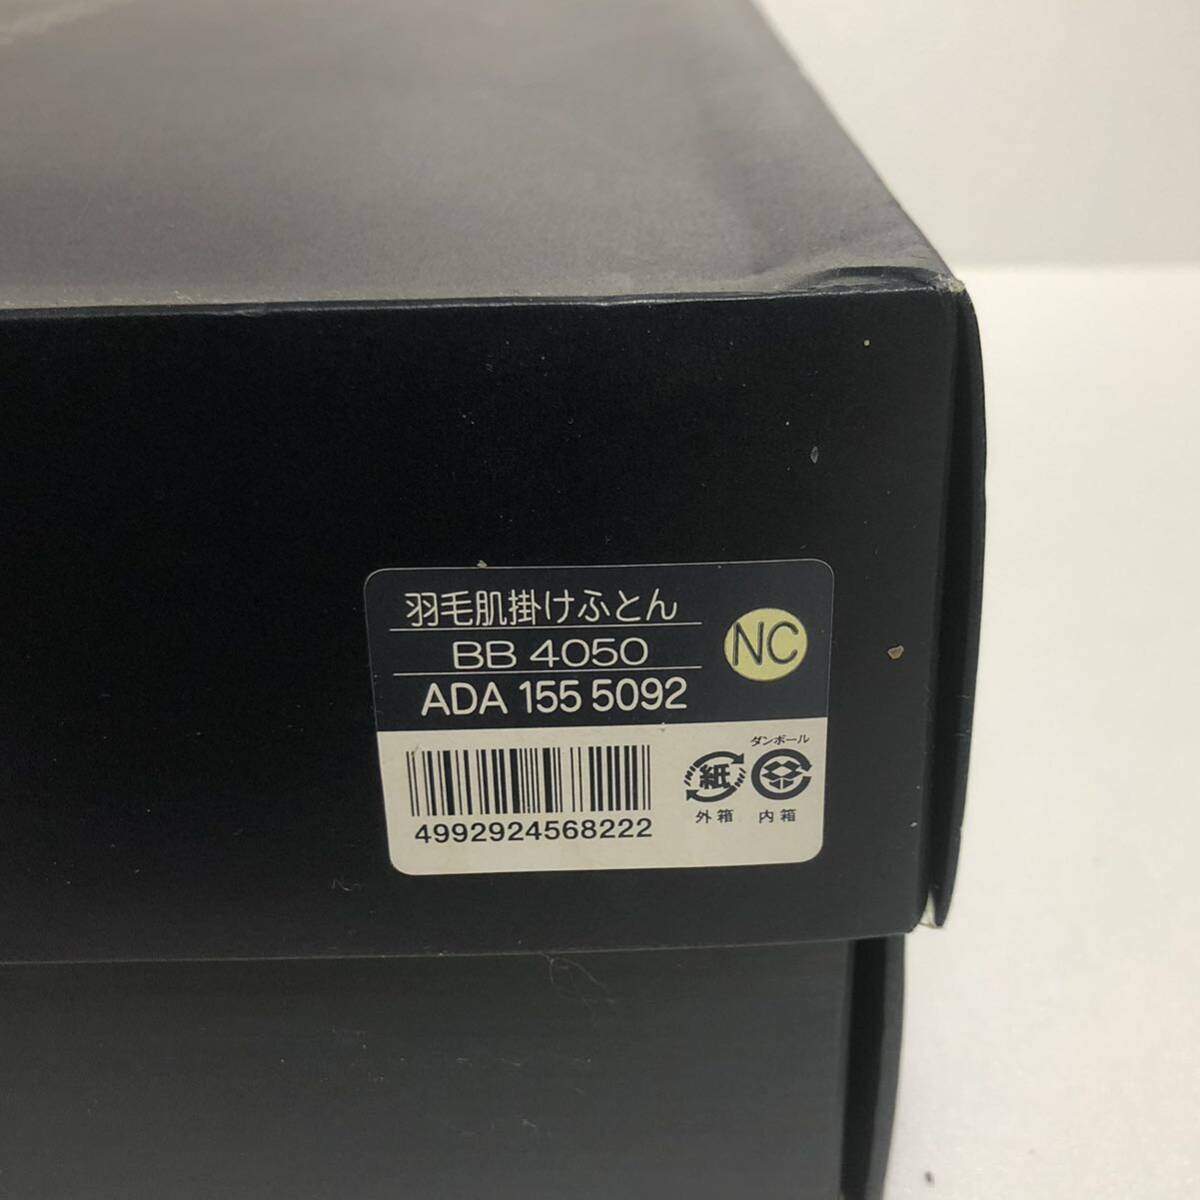 羽毛肌掛けふとん
BB 4050
ADA 155 5092
NC
4992924568222
ダンボール
紙
外箱
内箱